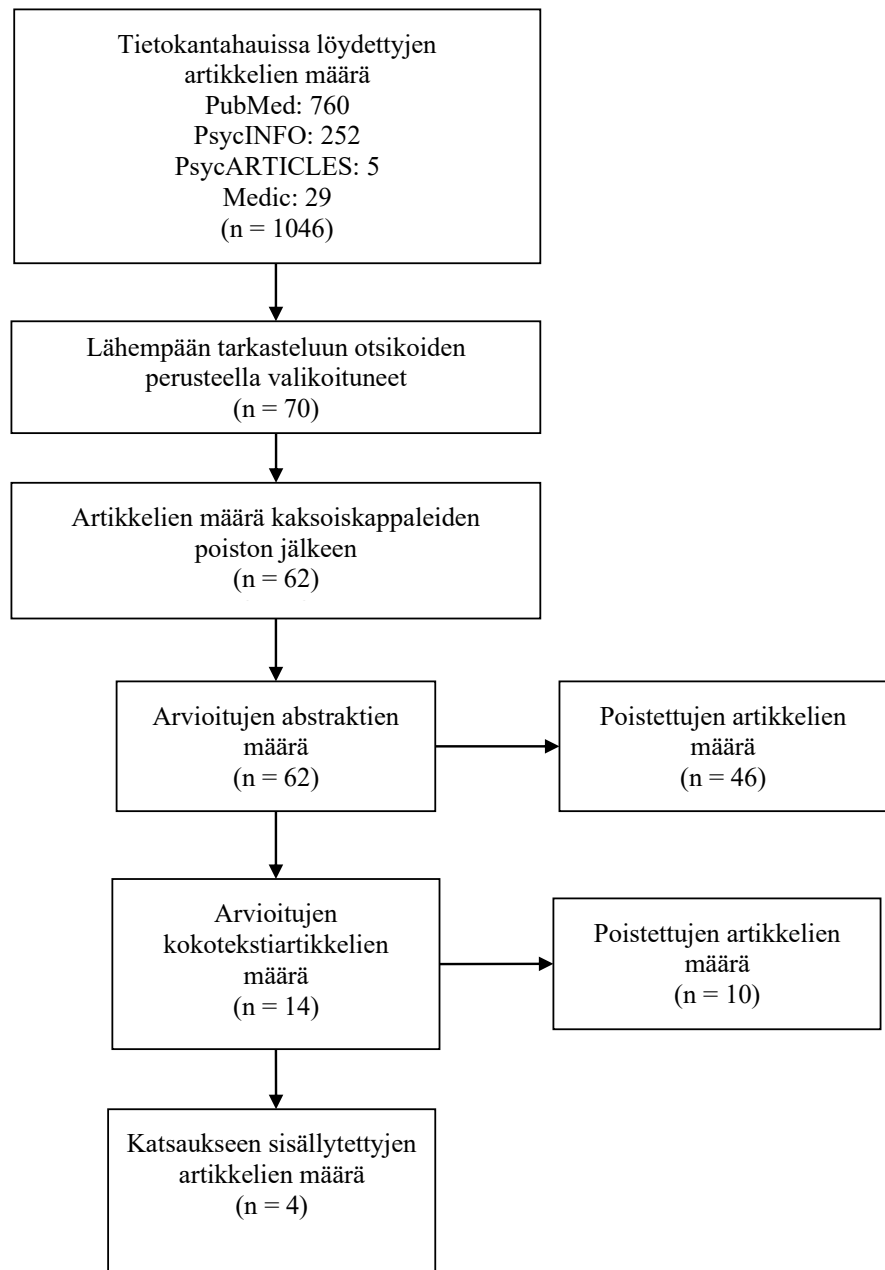 Tietokantahauissa löydettyjen
artikkelien määrä
PubMed: 760
PsycINFO: 252
PsycARTICLES: 5
Medic: 29
(n = 1046)
Lähempään tarkasteluun otsikoiden
perusteella valikoituneet
(n = 70)
Artikkelien määrä kaksoiskappaleiden
poiston jälkeen
(n = 62)
Arvioitujen abstraktien
määrä
(n = 62)
Poistettujen artikkelien
määrä
(n = 46)
Arvioitujen
kokotekstiartikkelien
määrä
(n = 14)
Poistettujen artikkelien
määrä
(n = 10)
Katsaukseen sisällytettyjen
artikkelien määrä
(n = 4)